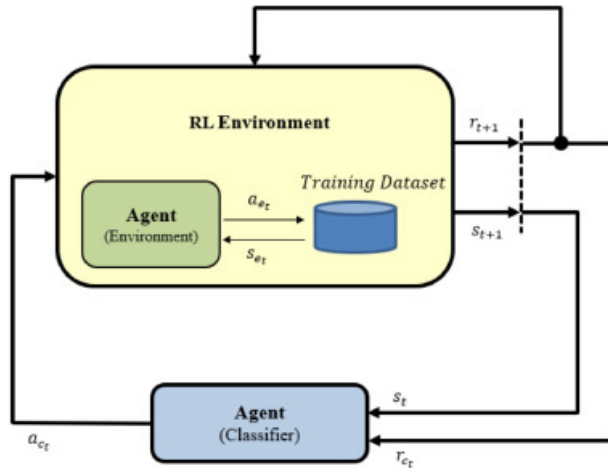 RL Environment
r_{t+1}
Training Dataset
Agent
(Environment)
a_{e_t}
s_{e_t}
s_{t+1}
s_t
Agent
(Classifier)
a_{c_t}
r_{c_t}